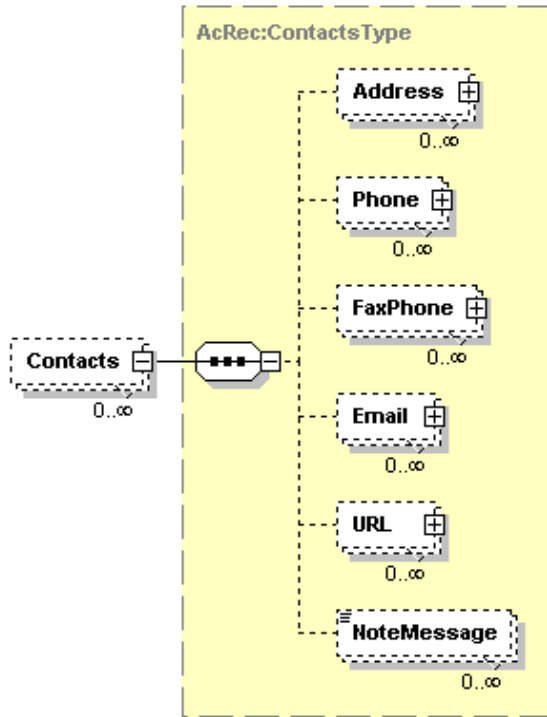 AcRec:ContactsType
Address
0..∞
Phone
0..∞
FaxPhone
0..∞
Contacts
0..∞
Email
0..∞
URL
0..∞
NoteMessage
0..∞